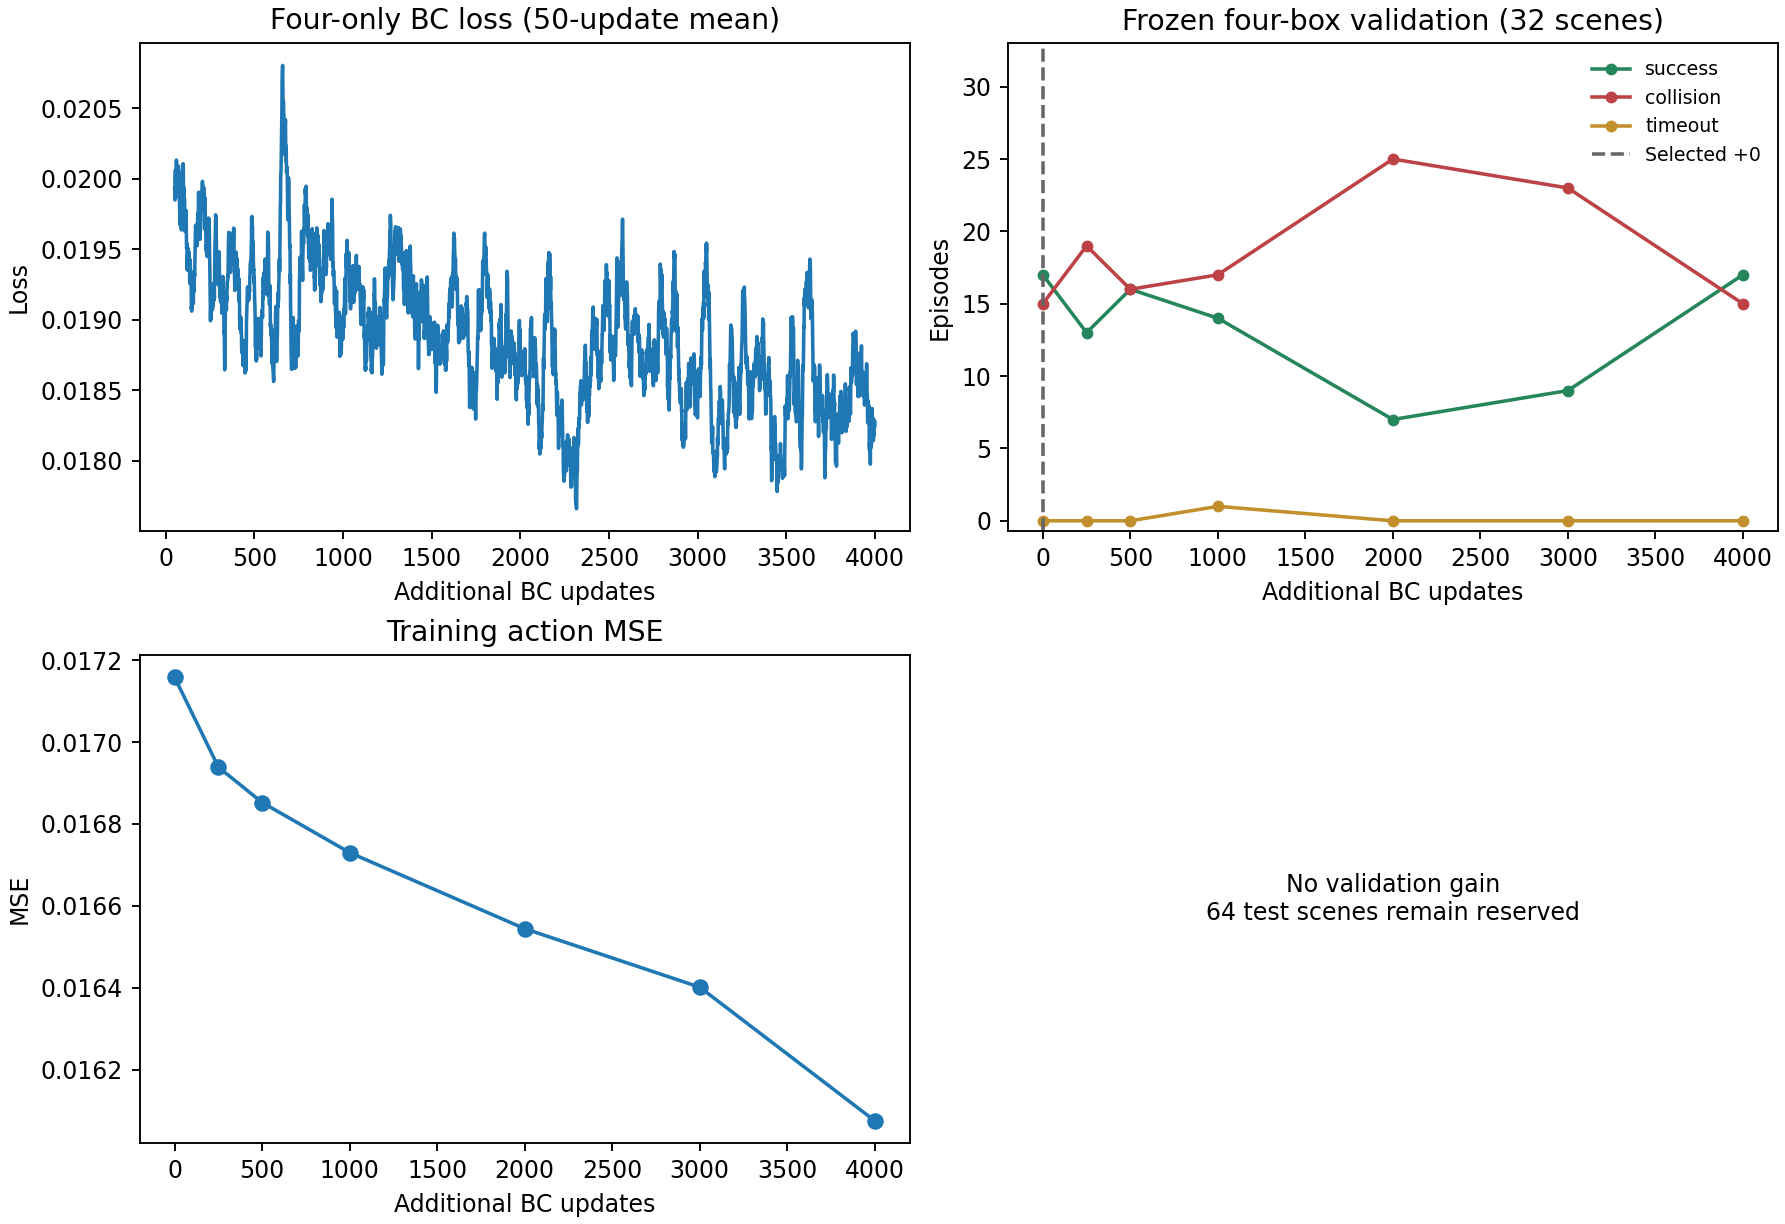 Four-only BC loss (50-update mean)
0.0205
0.0200
0.0195
0.0190
0.0185
0.0180
Loss
0 500 1000 1500 2000 2500 3000 3500 4000
Additional BC updates
Frozen four-box validation (32 scenes)
30
25
20
15
10
5
0
Episodes
success
collision
timeout
Selected +0
0 500 1000 1500 2000 2500 3000 3500 4000
Additional BC updates
Training action MSE
0.0172
0.0170
0.0168
0.0166
0.0164
0.0162
MSE
0 500 1000 1500 2000 2500 3000 3500 4000
Additional BC updates
No validation gain
64 test scenes remain reserved